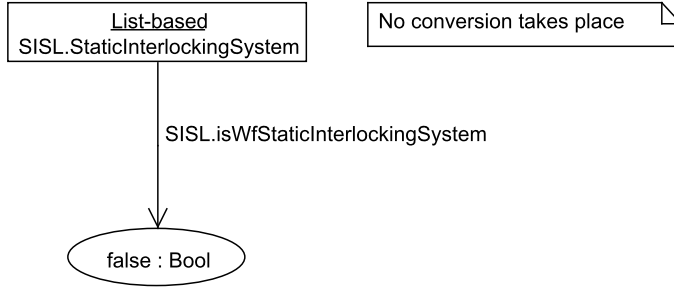 List-based
SISL.StaticInterlockingSystem
No conversion takes place
SISL.isWfStaticInterlockingSystem
false : Bool